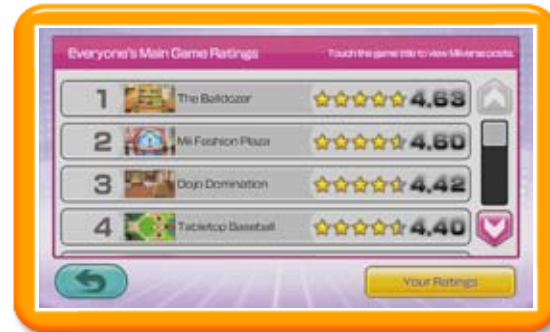 Everyone's Main Game Ratings
Touch the game title to view Miiverse posts.
1 The Balldozer 4.63
2 Mii Fashion Plaza 4.60
3 Dojo Domination 4.42
4 Tabletop Baseball 4.40
Your Ratings